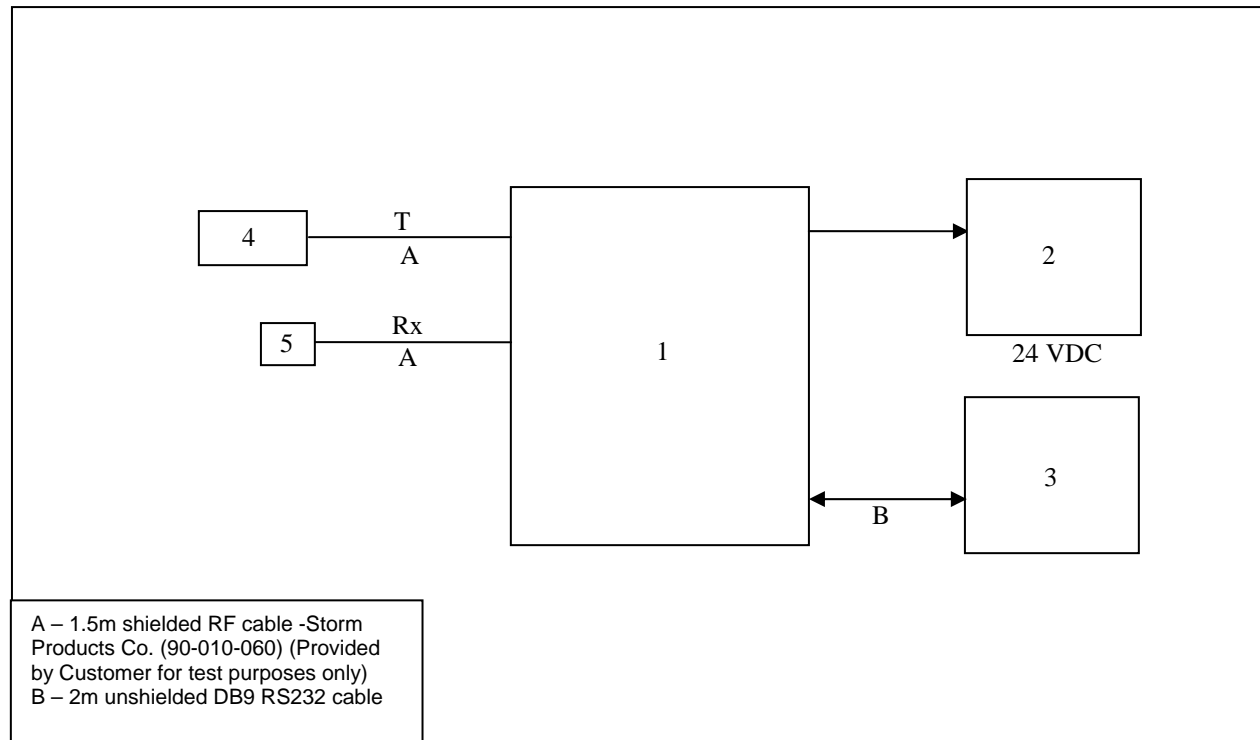 4
T
A
5
Rx
A
1
2
24 VDC
3
B
A – 1.5m shielded RF cable -Storm
Products Co. (90-010-060) (Provided
by Customer for test purposes only)
B – 2m unshielded DB9 RS232 cable